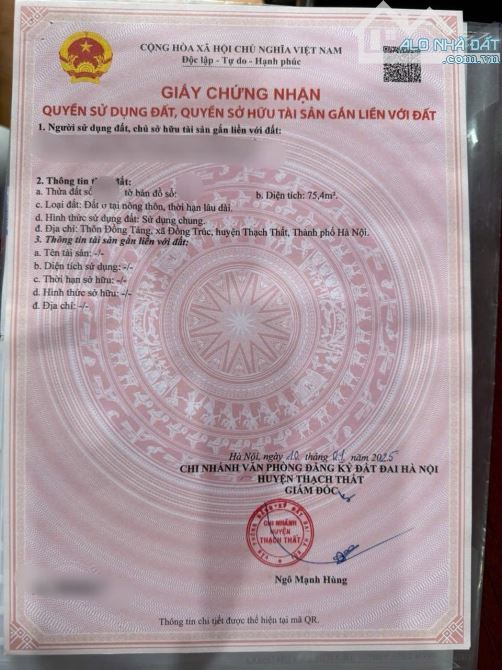 ALO NHÀ ĐẤT
CỘNG HÒA XÃ HỘI CHỦ NGHĨA VIỆT NAM
Độc lập - Tự do - Hạnh phúc
GIẤY CHỨNG NHẬN
QUYỀN SỬ DỤNG ĐẤT, QUYỀN SỞ HỮU TÀI SẢN GẮN LIỀN VỚI ĐẤT
1. Người sử dụng đất, chủ sở hữu tài sản gắn liền với đất:
2. Thông tin đất:
a. Thửa đất số tờ bản đồ số: b. Diện tích: 75,4m².
c. Loại đất: Đất ở tại nông thôn, thời hạn lâu dài.
d. Hình thức sử dụng đất: Sử dụng chung.
đ. Địa chỉ: Thôn Đồng Táng, xã Đồng Trúc, huyện Thạch Thất, Thành phố Hà Nội.
3. Thông tin tài sản gắn liền với đất:
a. Tên tài sản: -/-
b. Diện tích sử dụng: -/-
c. Thời hạn sở hữu: -/-
d. Hình thức sở hữu: -/-
đ. Địa chỉ: -/-
Hà Nội, ngày 10 tháng 01 năm 2025
CHI NHÁNH VĂN PHÒNG ĐĂNG KÝ ĐẤT ĐAI HÀ NỘI
HUYỆN THẠCH THẤT
GIÁM ĐỐC
CHI NHÁNH
HUYỆN
THẠCH THẤT
Ngô Mạnh Hùng
Thông tin chi tiết được thể hiện tại mã QR.